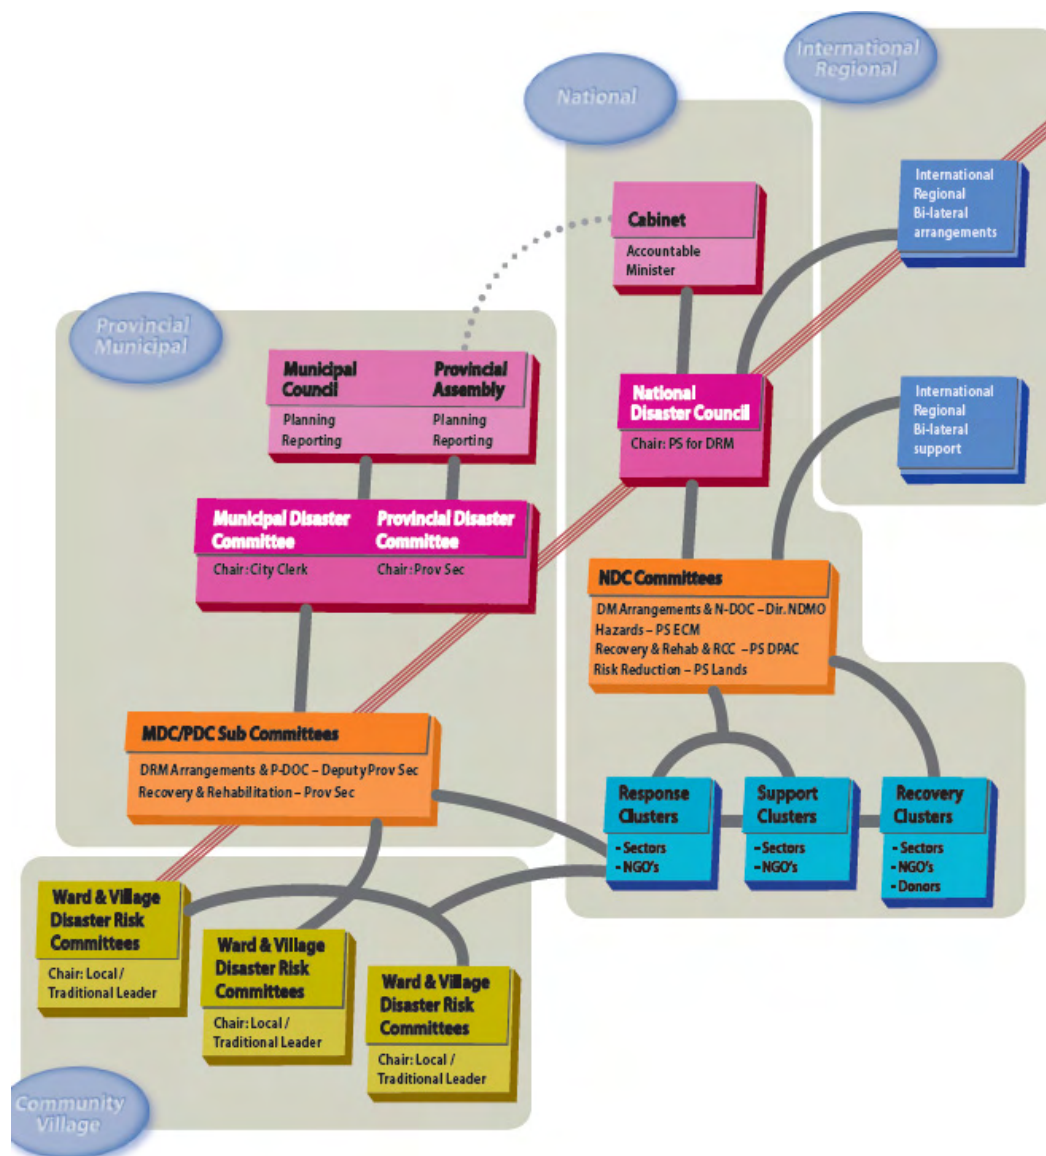 International
Regional
National
International
Regional
Bi-lateral
arrangements
Cabinet
Accountable
Minister
Provincial
Municipal
Municipal
Council
Planning
Reporting
Provincial
Assembly
Planning
Reporting
National
Disaster Council
Chair: PS for DRM
International
Regional
Bi-lateral
support
Municipal Disaster
Committee
Chair: City Clerk
Provincial Disaster
Committee
Chair: Prov Sec
NDC Committees
DM Arrangements & N-DOC – Dir. NDMO
Hazards – PS ECM
Recovery & Rehab & RCC – PS DPAC
Risk Reduction – PS Lands
MDC/PDC Sub Committees
DRM Arrangements & P-DOC – Deputy Prov Sec
Recovery & Rehabilitation – Prov Sec
Response
Clusters
- Sectors
- NGO's
Support
Clusters
- Sectors
- NGO's
Recovery
Clusters
- Sectors
- NGO's
- Donors
Ward & Village
Disaster Risk
Committees
Chair: Local /
Traditional Leader
Ward & Village
Disaster Risk
Committees
Chair: Local /
Traditional Leader
Ward & Village
Disaster Risk
Committees
Chair: Local /
Traditional Leader
Community
Village